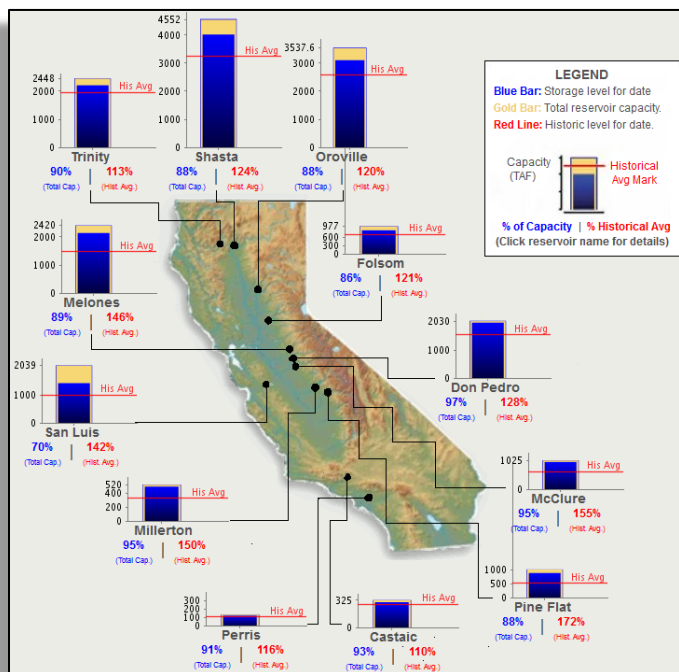 4552
4000
3000
2000
1000
0
His Avg
Shasta
88% | 124%
(Total Cap.) (Hist. Avg.)
3537.6
3000
2000
1000
0
His Avg
Oroville
88% | 120%
(Total Cap.) (Hist. Avg.)
2448
2000
1000
0
His Avg
Trinity
90% | 113%
(Total Cap.) (Hist. Avg.)
LEGEND
Blue Bar: Storage level for date
Gold Bar: Total reservoir capacity.
Red Line: Historic level for date.
Capacity
(TAF)
Historical
Avg Mark
% of Capacity | % Historical Avg
(Click reservoir name for details)
2420
2000
1000
0
His Avg
Melones
89% | 146%
(Total Cap.) (Hist. Avg.)
977
600
300
0
His Avg
Folsom
86% | 121%
(Total Cap.) (Hist. Avg.)
2030
1000
0
His Avg
Don Pedro
97% | 128%
(Total Cap.) (Hist. Avg.)
2039
1000
0
His Avg
San Luis
70% | 142%
(Total Cap.) (Hist. Avg.)
1025
0
His Avg
McClure
95% | 155%
(Total Cap.) (Hist. Avg.)
520
400
200
0
His Avg
Millerton
95% | 150%
(Total Cap.) (Hist. Avg.)
1000
500
0
His Avg
Pine Flat
88% | 172%
(Total Cap.) (Hist. Avg.)
300
200
100
0
His Avg
Perris
91% | 116%
(Total Cap.) (Hist. Avg.)
325
0
His Avg
Castaic
93% | 110%
(Total Cap.) (Hist. Avg.)